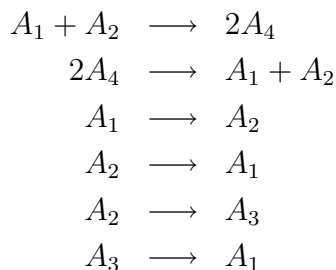 A₁ + A₂ ⟶ 2A₄
2A₄ ⟶ A₁ + A₂
A₁ ⟶ A₂
A₂ ⟶ A₁
A₂ ⟶ A₃
A₃ ⟶ A₁